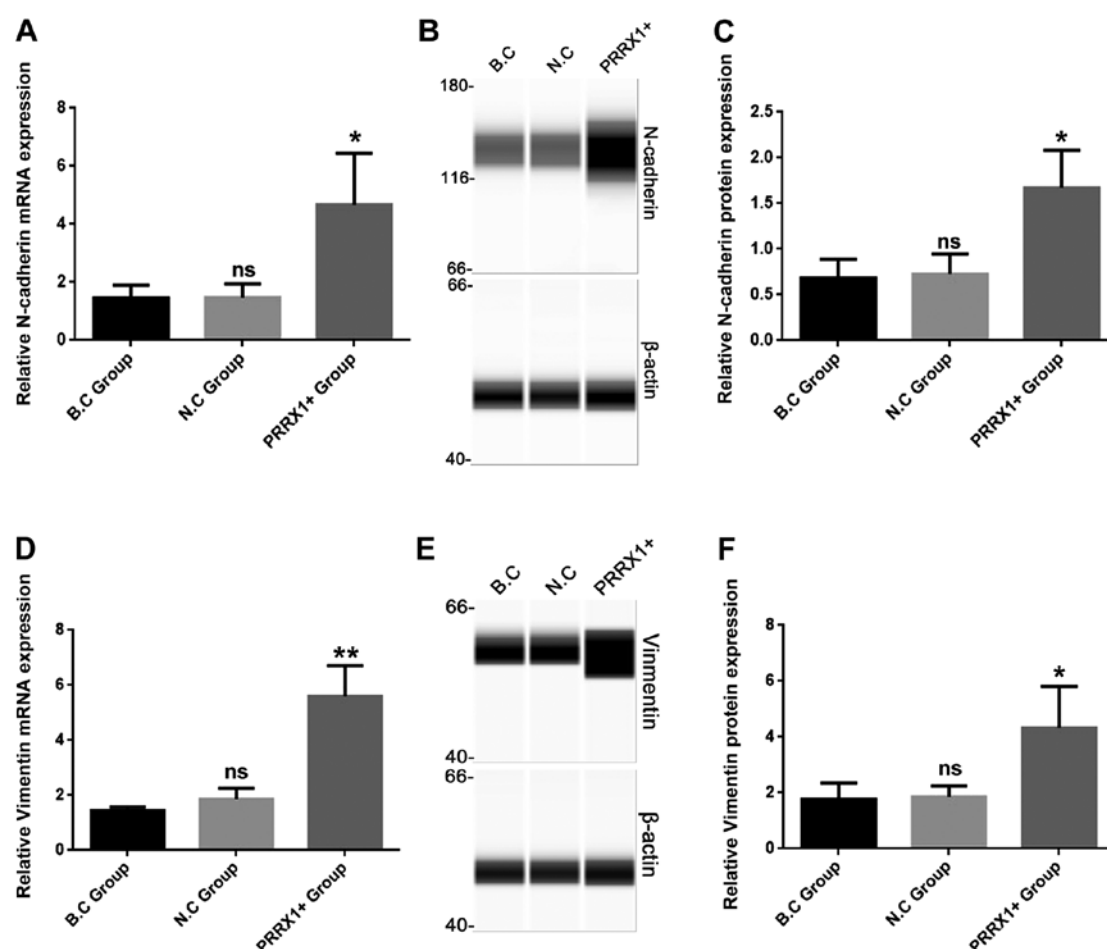 A
Relative N-cadherin mRNA expression
8
6
4
2
0
ns
*
B.C Group
N.C Group
PRRX1+ Group
B
B.C
N.C
PRRX1+
180-
116-
66-
N-cadherin
66-
40-
β-actin
C
Relative N-cadherin protein expression
2.5
2.0
1.5
1.0
0.5
0.0
ns
*
B.C Group
N.C Group
PRRX1+ Group
D
Relative Vimentin mRNA expression
8
6
4
2
0
ns
**
B.C Group
N.C Group
PRRX1+ Group
E
B.C
N.C
PRRX1+
66-
40-
Vinmentin
66-
40-
β-actin
F
Relative Vimentin protein expression
8
6
4
2
0
ns
*
B.C Group
N.C Group
PRRX1+ Group